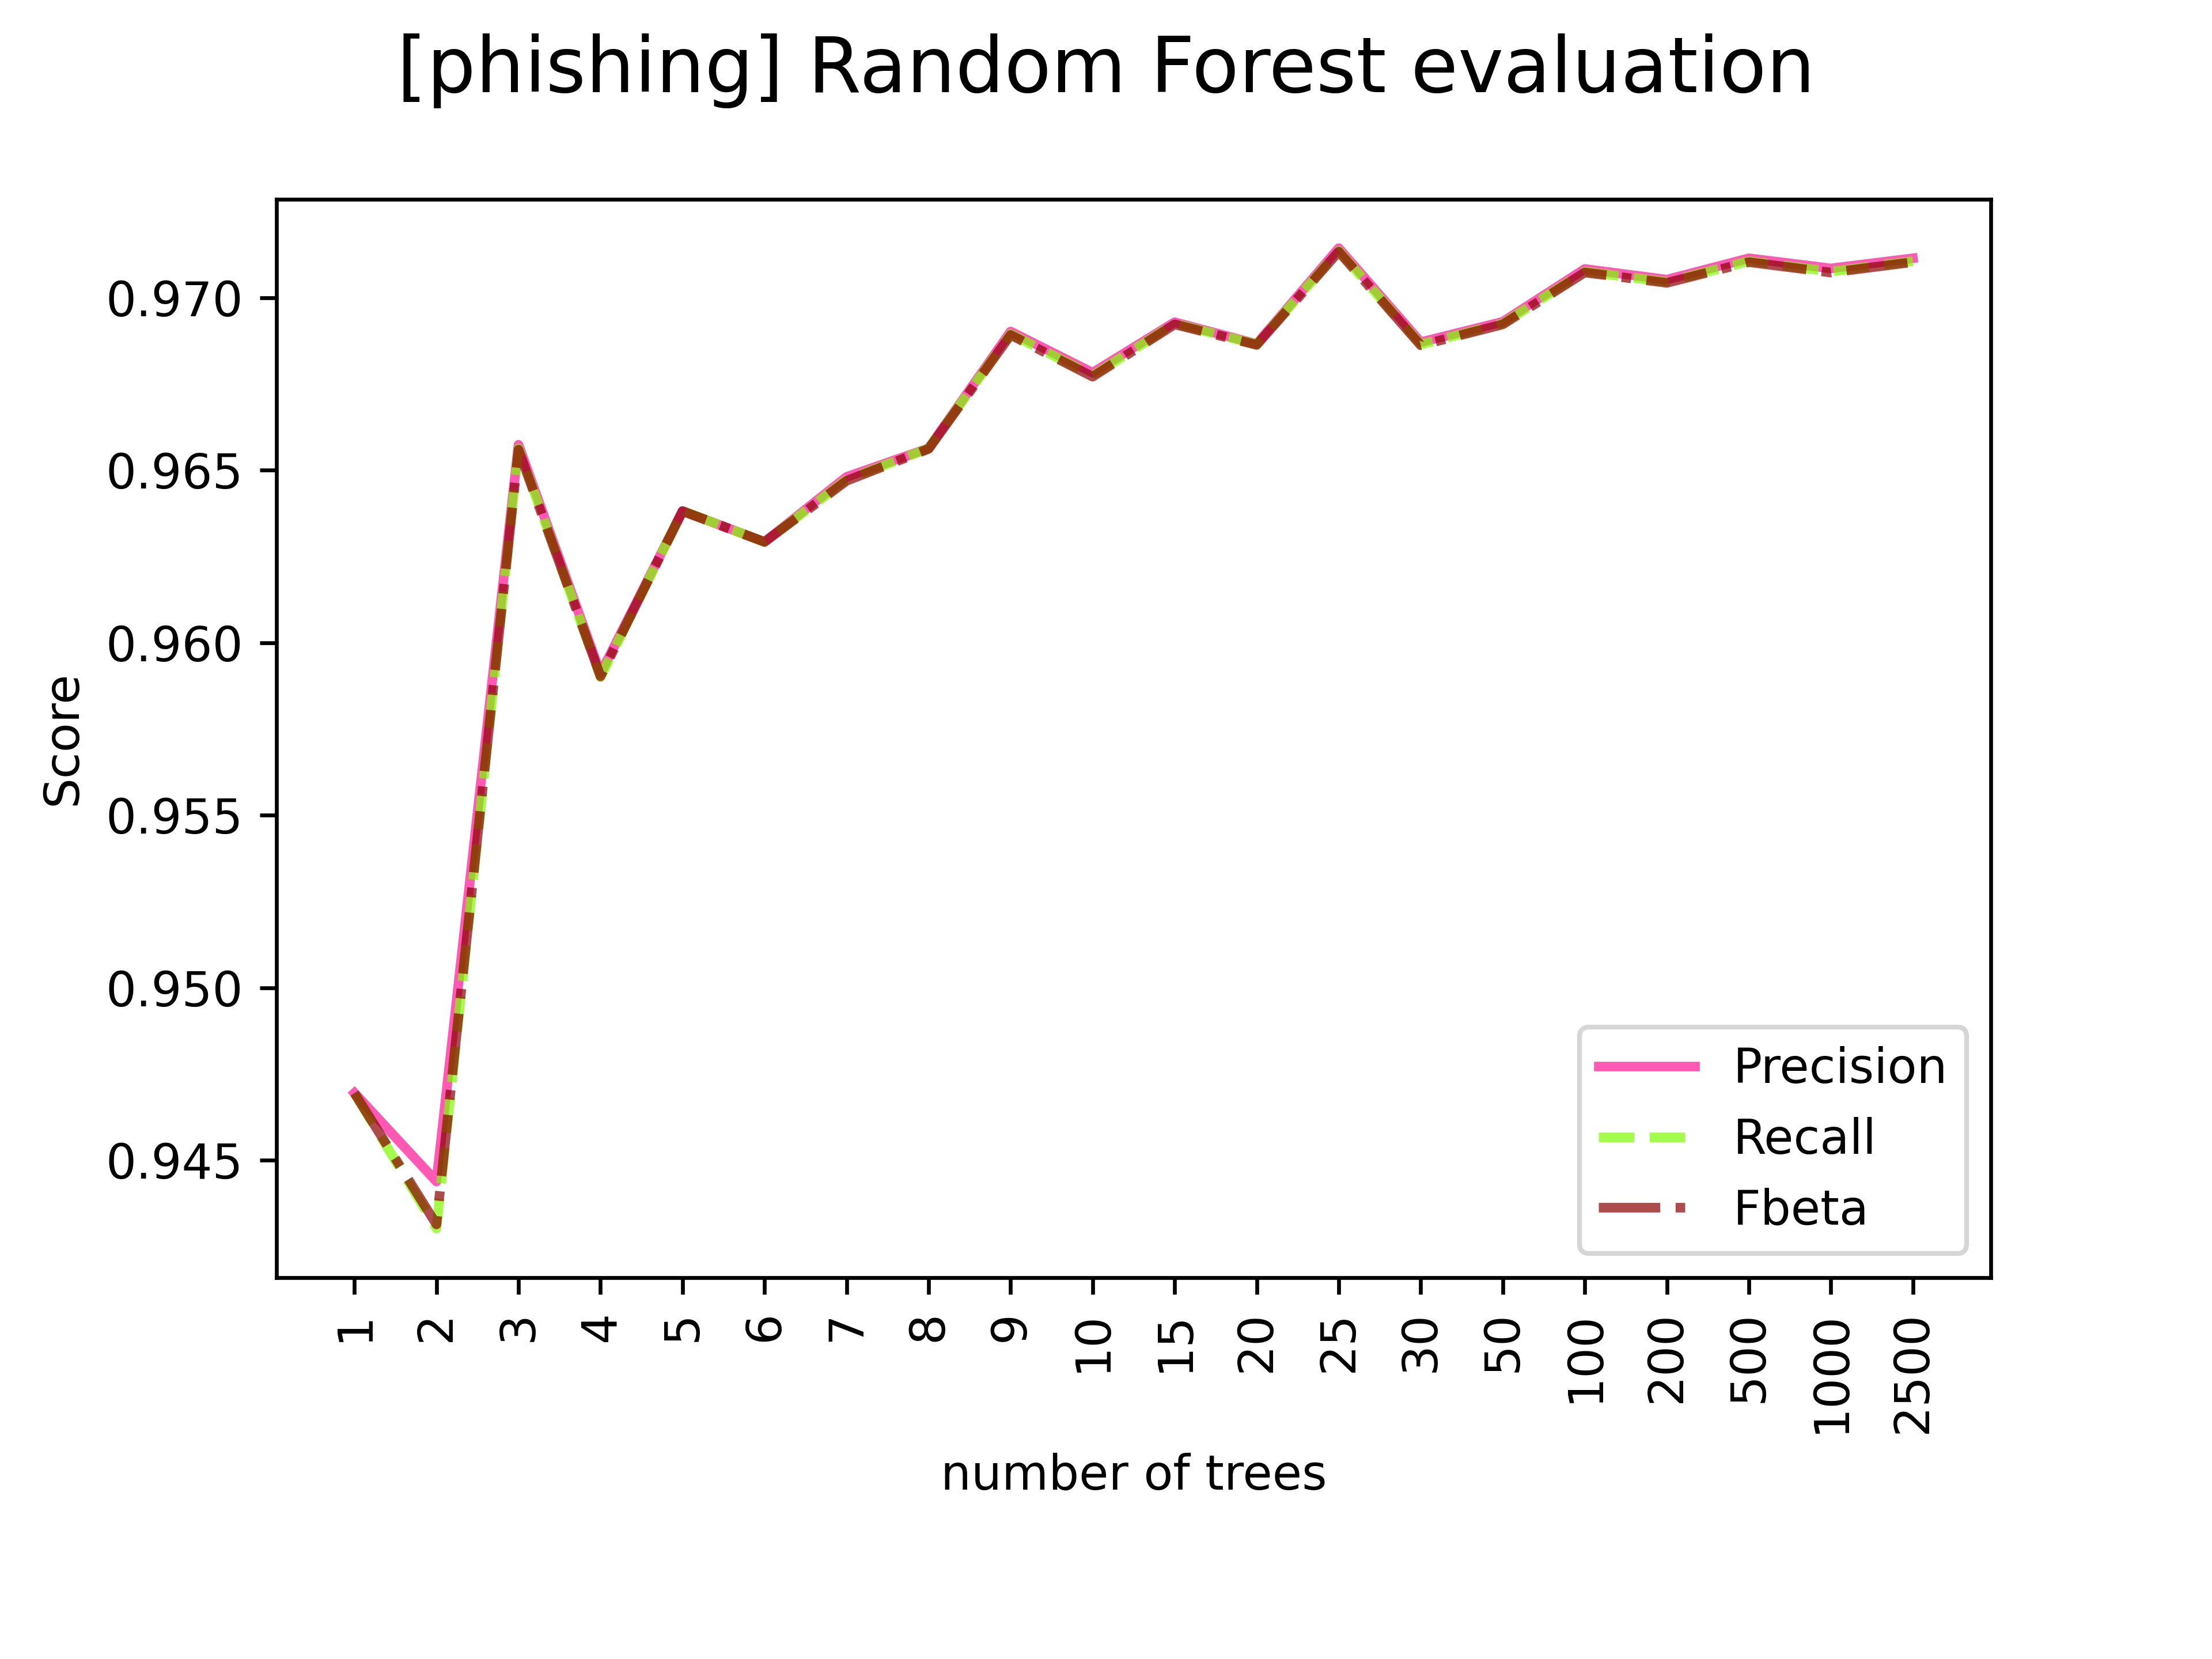 [phishing] Random Forest evaluation
0.970
0.965
0.960
0.955
0.950
0.945
Score
Precision
Recall
Fbeta
1 2 3 4 5 6 7 8 9 10 15 20 25 30 50 100 200 500 1000 2500
number of trees